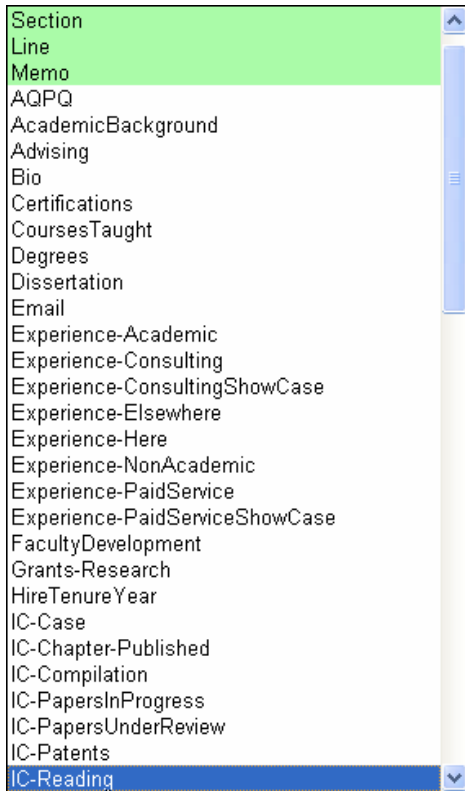 Section
Line
Memo
AQPQ
AcademicBackground
Advising
Bio
Certifications
CoursesTaught
Degrees
Dissertation
Email
Experience-Academic
Experience-Consulting
Experience-ConsultingShowCase
Experience-Elsewhere
Experience-Here
Experience-NonAcademic
Experience-PaidService
Experience-PaidServiceShowCase
FacultyDevelopment
Grants-Research
HireTenureYear
IC-Case
IC-Chapter-Published
IC-Compilation
IC-PapersInProgress
IC-PapersUnderReview
IC-Patents
IC-Reading